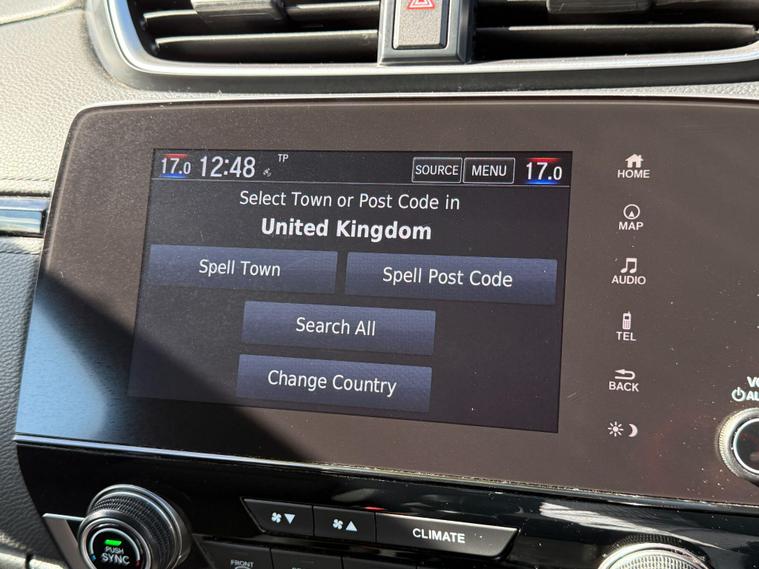 17.0 12:48 TP SOURCE MENU 17.0
Select Town or Post Code in
United Kingdom
Spell Town Spell Post Code
Search All
Change Country
HOME
MAP
AUDIO
TEL
BACK
CLIMATE
PUSH
SYNC
FRONT